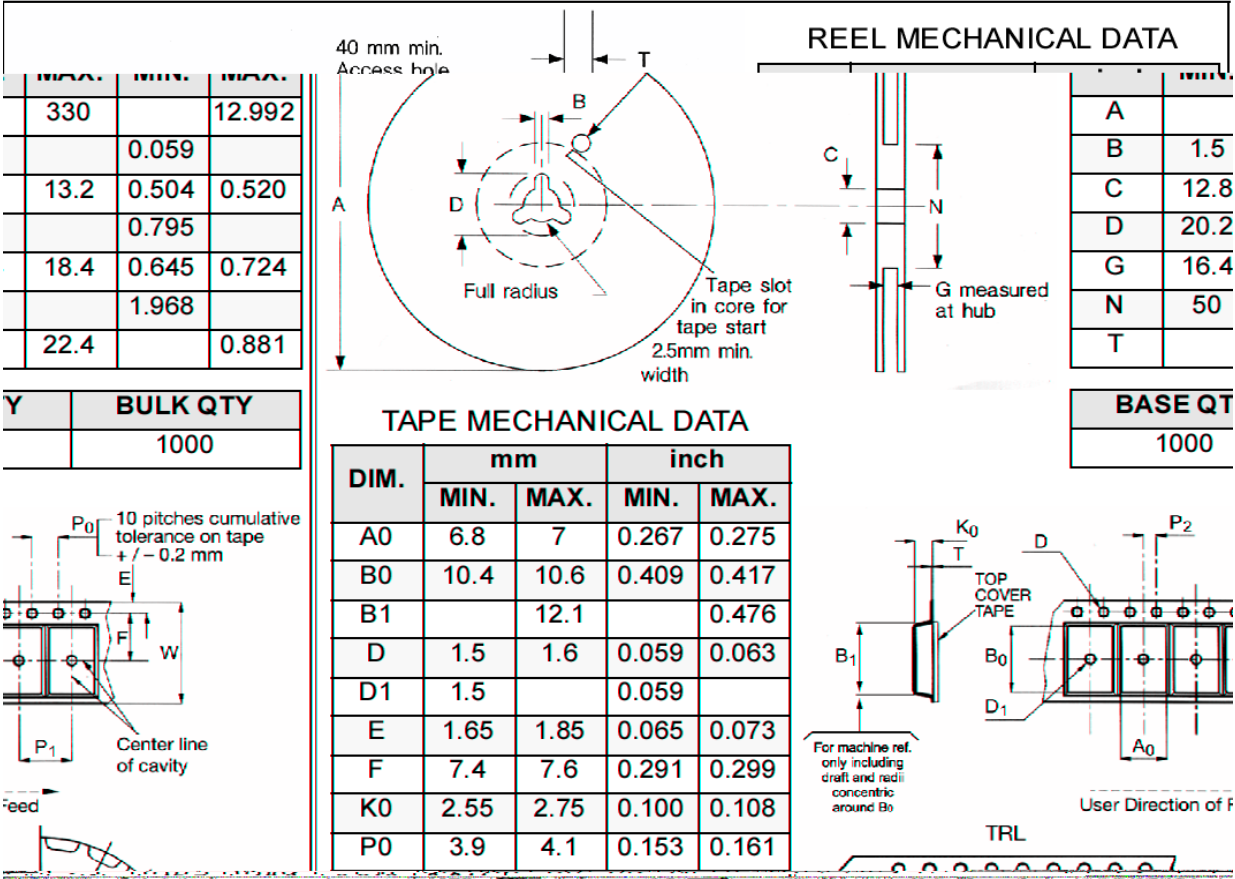 REEL MECHANICAL DATA
40 mm min.
Access hole
T
MAX. MIN. MAX.
330 12.992
0.059
13.2 0.504 0.520
0.795
18.4 0.645 0.724
1.968
22.4 0.881
B
A
D
C
N
Full radius
Tape slot
in core for
tape start
2.5mm min.
width
G measured
at hub
MIN.
A
B 1.5
C 12.8
D 20.2
G 16.4
N 50
T
Y BULK QTY
1000
BASE QT
1000
TAPE MECHANICAL DATA
DIM. mm inch
MIN. MAX. MIN. MAX.
A0 6.8 7 0.267 0.275
B0 10.4 10.6 0.409 0.417
B1 12.1 0.476
D 1.5 1.6 0.059 0.063
D1 1.5 0.059
E 1.65 1.85 0.065 0.073
F 7.4 7.6 0.291 0.299
K0 2.55 2.75 0.100 0.108
P0 3.9 4.1 0.153 0.161
P0 10 pitches cumulative
tolerance on tape
+ / – 0.2 mm
E
F
W
P1
Center line
of cavity
Feed
K0
T
D
P2
TOP
COVER
TAPE
B1
B0
D1
A0
For machine ref.
only including
draft and radii
concentric
around B0
User Direction of F
TRL